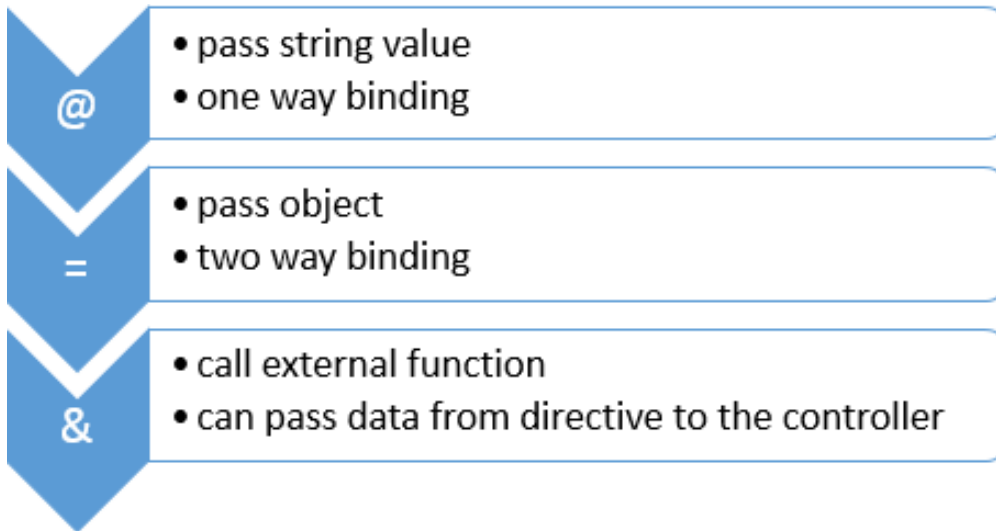 @
• pass string value
• one way binding
=
• pass object
• two way binding
&
• call external function
• can pass data from directive to the controller